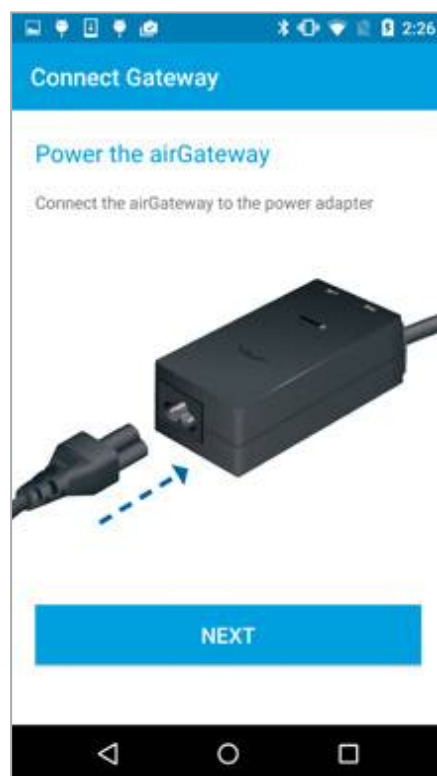 2:26
Connect Gateway
Power the airGateway
Connect the airGateway to the power adapter
NEXT